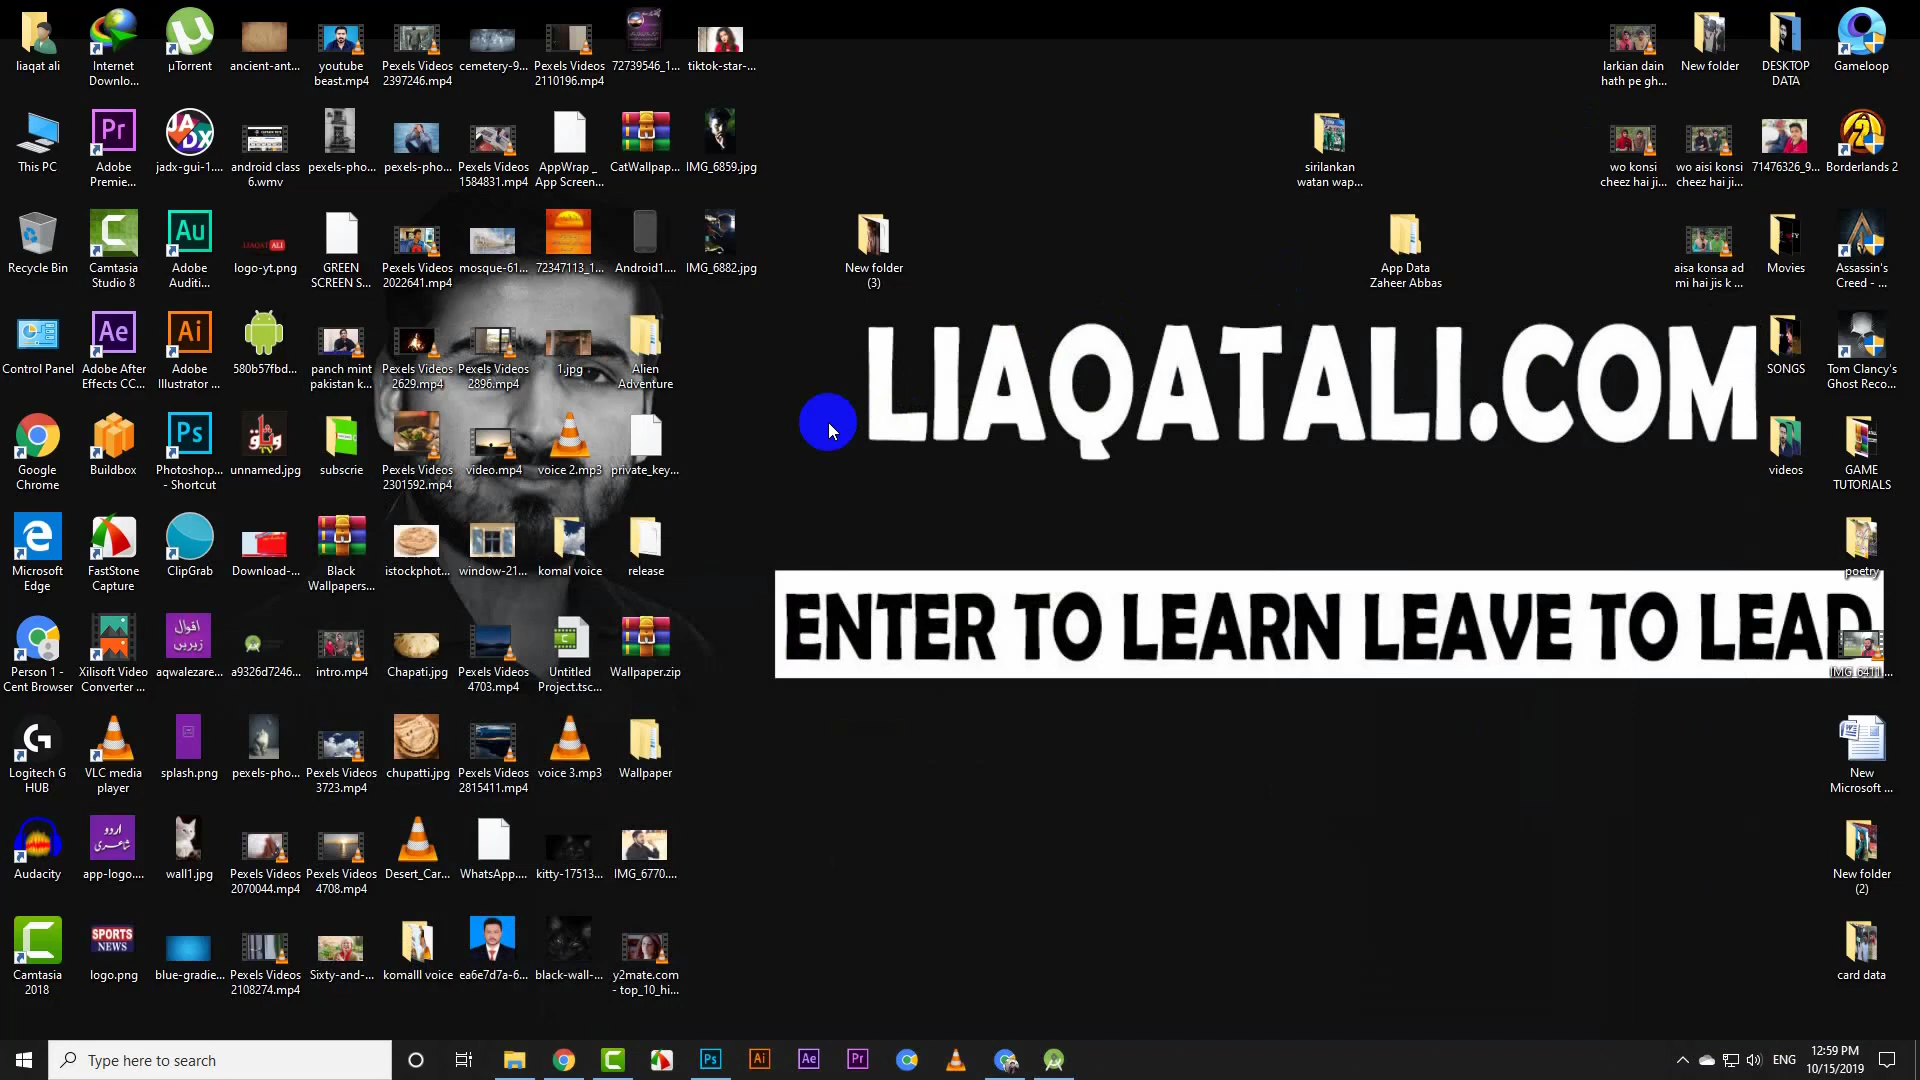 liaqat ali
Internet
Downlo...
µTorrent
ancient-ant...
youtube
beast.mp4
Pexels Videos
2397246.mp4
cemetery-9...
Pexels Videos
2110196.mp4
72739546_1...
tiktok-star-...
larkian dain
hath pe gh...
New folder
DESKTOP
DATA
Gameloop
This PC
Adobe
Premie...
jadx-gui-1....
android class
6.wmv
pexels-pho...
pexels-pho...
Pexels Videos
1584831.mp4
AppWrap _
App Screen...
CatWallpap...
IMG_6859.jpg
sirilankan
watan wap...
wo konsi
cheez hai ji...
wo aisi konsi
cheez hai ji...
71476326_9...
Borderlands 2
Recycle Bin
Camtasia
Studio 8
Adobe
Auditi...
logo-yt.png
GREEN
SCREEN S...
Pexels Videos
2022641.mp4
mosque-61...
72347113_1...
Android1....
IMG_6882.jpg
New folder
(3)
App Data
Zaheer Abbas
aisa konsa ad
mi hai jis k ...
Movies
Assassin's
Creed - ...
LIAQATALI.COM
Control Panel
Adobe After
Effects CC...
Adobe
Illustrator ...
580b57fbd...
panch mint
pakistan k...
Pexels Videos
2629.mp4
Pexels Videos
2896.mp4
1.jpg
Alien
Adventure
SONGS
Tom Clancy's
Ghost Reco...
Google
Chrome
Buildbox
Photoshop...
- Shortcut
unnamed.jpg
subscrie
Pexels Videos
2301592.mp4
video.mp4
voice 2.mp3
private_key...
videos
GAME
TUTORIALS
Microsoft
Edge
FastStone
Capture
ClipGrab
Download-...
Black
Wallpapers...
istockphot...
window-21...
komal voice
release
poetry
ENTER TO LEARN LEAVE TO LEAD
Person 1 -
Cent Browser
Xilisoft Video
Converter ...
اقوال
زریں
aqwalezare...
a9326d7246...
intro.mp4
Chapati.jpg
Pexels Videos
4703.mp4
Untitled
Project.tsc...
Wallpaper.zip
IMG_6411...
Logitech G
HUB
VLC media
player
splash.png
pexels-pho...
Pexels Videos
3723.mp4
chupatti.jpg
Pexels Videos
2815411.mp4
voice 3.mp3
Wallpaper
New
Microsoft ...
Audacity
اردو
شاعری
app-logo....
wall1.jpg
Pexels Videos
2070044.mp4
Pexels Videos
4708.mp4
Desert_Car...
WhatsApp....
kitty-17513...
IMG_6770....
New folder
(2)
Camtasia
2018
SPORTS
NEWS
logo.png
blue-gradie...
Pexels Videos
2108274.mp4
Sixty-and-...
komalll voice
ea6e7d7a-6...
black-wall-...
y2mate.com
- top_10_hi...
card data
Type here to search
ENG
12:59 PM
10/15/2019